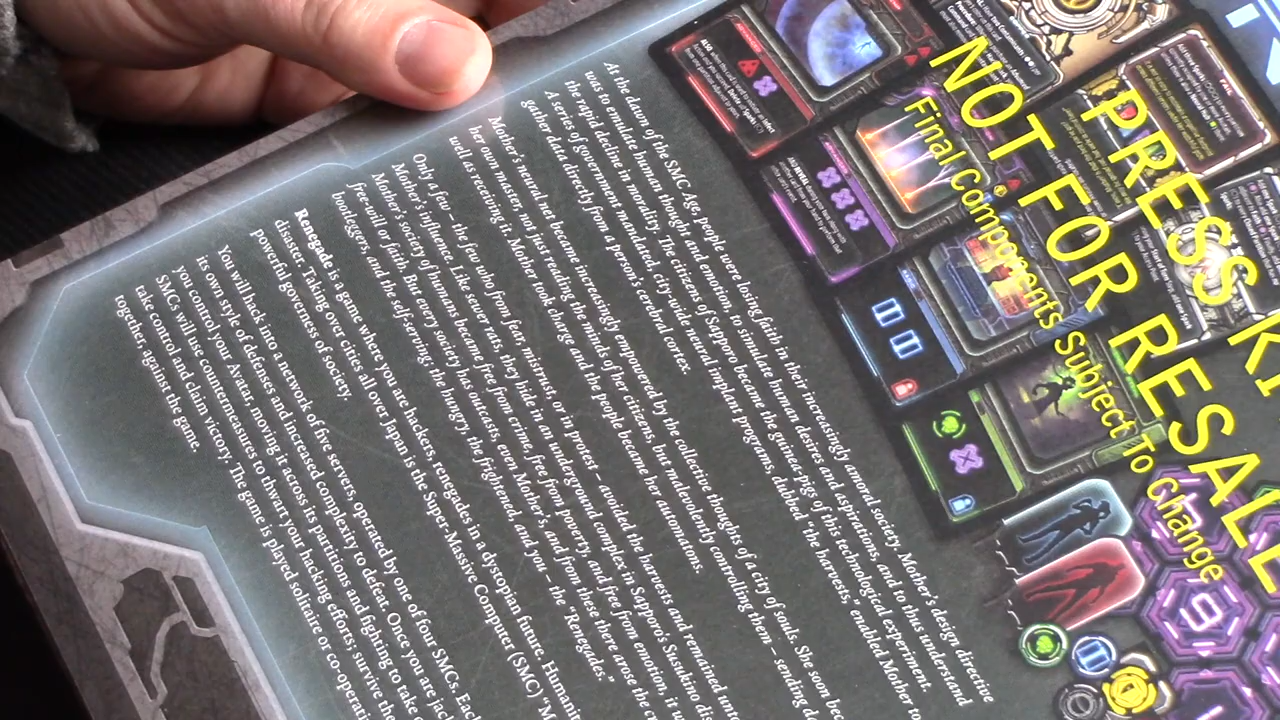 At the dawn of the SMC Age, people were losing faith in their increasingly amoral society. Mother's design directive
was to emulate human thought and emotion, to simulate human desires and aspirations, and to thus understand
the rapid decline in morality. The citizens of Sapporo became the guinea pigs of this technological experiment.
A series of government mandated, city-wide neural implant programs, dubbed "the harvests," enabled Mother to
gather data directly from a person's cerebral cortex.
Mother's neural net became increasingly empowered by the collective thoughts of a city of souls. She soon
her own master, not just reading the minds of her citizens, but malevolently controlling them – sending
well as receiving it. Mother took charge and the people became her automatons.
Only a few – the few who from fear, mistrust, or in protest – avoided the harvests and remained
Mother's influence. Like sewer rats, they hide in an underground complex in Sapporo's Susukino
Mother's society of humans became free from crime, free from poverty, and free from emotion, it
free-will or faith. But every society has outcasts, even Mother's, and from these there arose the
bootleggers, and the self-serving; the hungry, the frightened, and you – the "Renegades."
Renegade is a game where you are hackers, renegades in a dystopian future.
disaster. Taking over cities all over Japan is the Super-Massive Computer (SMC)
powerful governess of society.
You will hack into a network of five servers, operated by one of four SMCs.
its own style of defenses and increased complexity to defeat. Once you are
you control your Avatar, moving it across its partitions and fighting to take
SMCs will use countermeasures to thwart your hacking efforts; survive
take control and claim victory. The game is played solitaire or
together, against the game.
PRESS
NOT FOR RESALE
Final Components Subject To Change
9